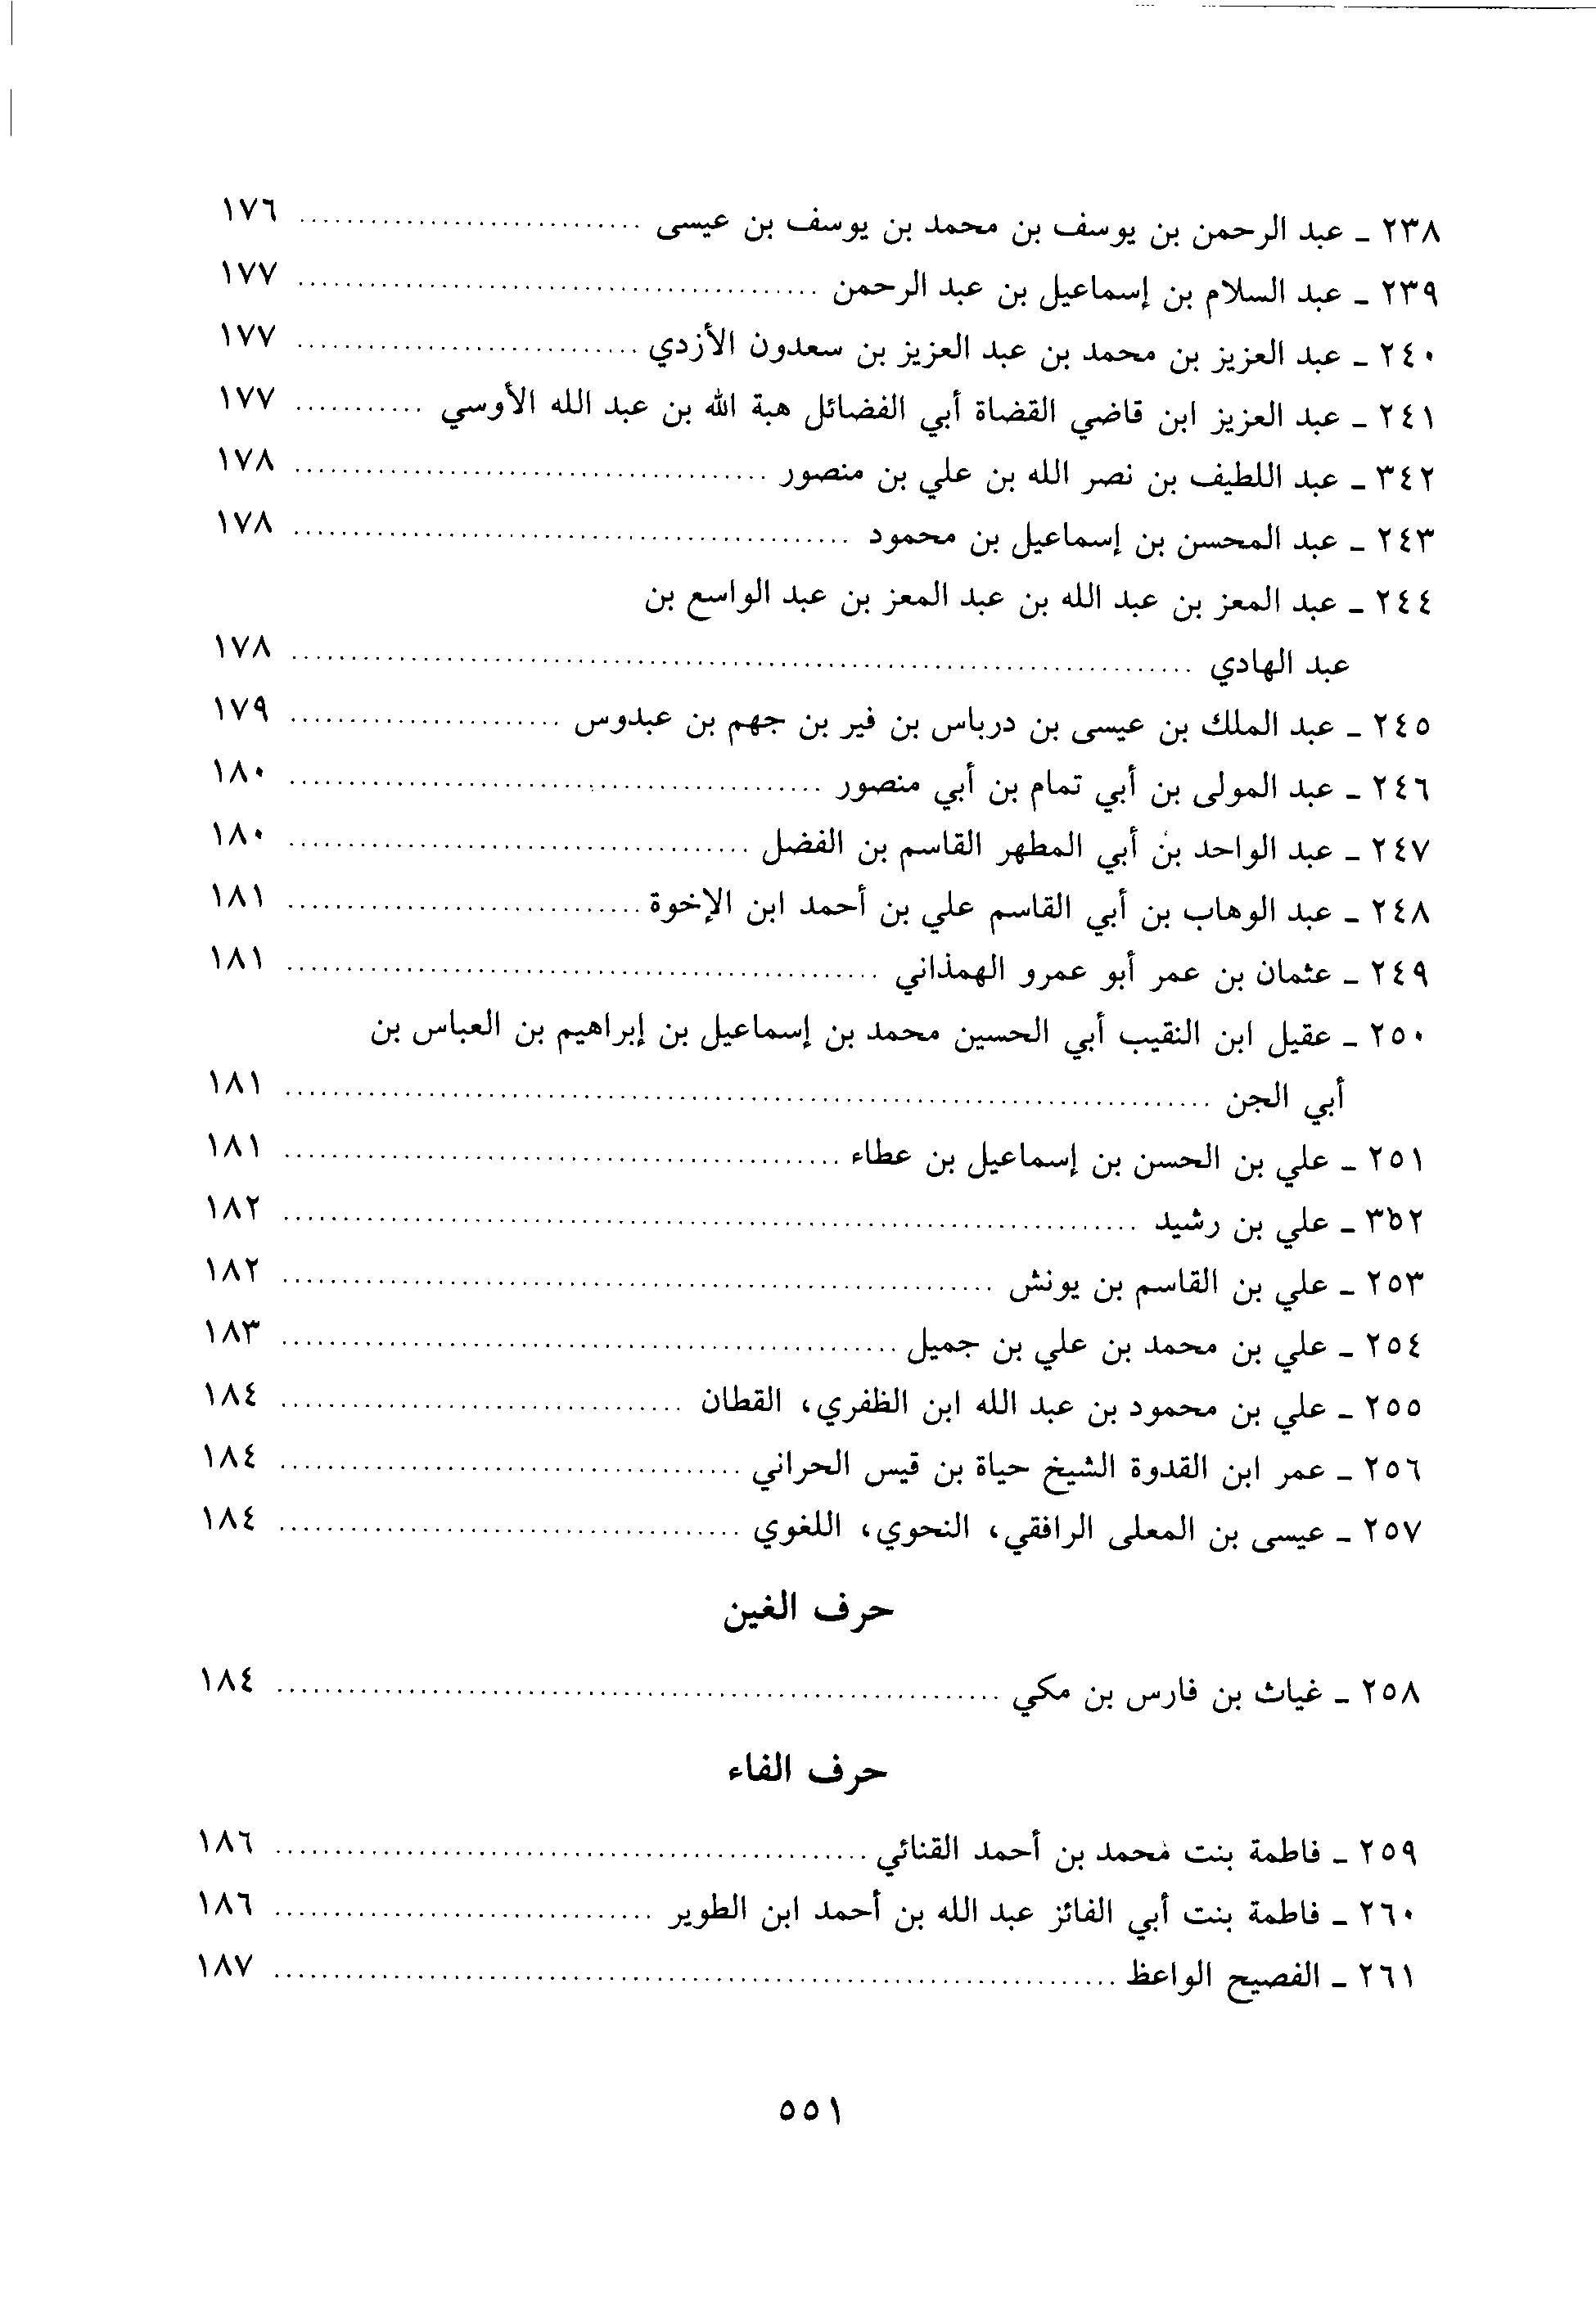 ٢٣٨ ـ عبد الرحمن بن يوسف بن محمد بن يوسف بن عيسى ............................. ١٧٦
٢٣٩ ـ عبد السلام بن إسماعيل بن عبد الرحمن ............................. ١٧٧
٢٤٠ ـ عبد العزيز بن محمد بن عبد العزيز بن سعدون الأزدي ............................. ١٧٧
٢٤١ ـ عبد العزيز ابن قاضي القضاة أبي الفضائل هبة الله بن عبد الله الأوسي ........... ١٧٧
٣٤٢ ـ عبد اللطيف بن نصر الله بن علي بن منصور ............................. ١٧٨
٢٤٣ ـ عبد المحسن بن إسماعيل بن محمود ............................. ١٧٨
٢٤٤ ـ عبد المعز بن عبد الله بن عبد المعز بن عبد الواسع بن
عبد الهادي ............................. ١٧٨
٢٤٥ ـ عبد الملك بن عيسى بن درباس بن فير بن جهم بن عبدوس ....................... ١٧٩
٢٤٦ ـ عبد المولى بن أبي تمام بن أبي منصور ............................. ١٨٠
٢٤٧ ـ عبد الواحد بن أبي المطهر القاسم بن الفضل ............................. ١٨٠
٢٤٨ ـ عبد الوهاب بن أبي القاسم علي بن أحمد ابن الإخوة ............................. ١٨١
٢٤٩ ـ عثمان بن عمر أبو عمرو الهمذاني ............................. ١٨١
٢٥٠ ـ عقيل ابن النقيب أبي الحسين محمد بن إسماعيل بن إبراهيم بن العباس بن
أبي الجن ............................. ١٨١
٢٥١ ـ علي بن الحسن بن إسماعيل بن عطاء ............................. ١٨١
٣٥٢ ـ علي بن رشيد ............................. ١٨٢
٢٥٣ ـ علي بن القاسم بن يونش ............................. ١٨٢
٢٥٤ ـ علي بن محمد بن علي بن جميل ............................. ١٨٣
٢٥٥ ـ علي بن محمود بن عبد الله ابن الظفري، القطان ............................. ١٨٤
٢٥٦ ـ عمر ابن القدوة الشيخ حياة بن قيس الحراني ............................. ١٨٤
٢٥٧ ـ عيسى بن المعلى الرافقي، النحوي، اللغوي ............................. ١٨٤
حرف الغين
٢٥٨ ـ غياث بن فارس بن مكي ............................. ١٨٤
حرف الفاء
٢٥٩ ـ فاطمة بنت محمد بن أحمد القنائي ............................. ١٨٦
٢٦٠ ـ فاطمة بنت أبي الفائز عبد الله بن أحمد ابن الطوير ............................. ١٨٦
٢٦١ ـ الفصيح الواعظ ............................. ١٨٧
٥٥١